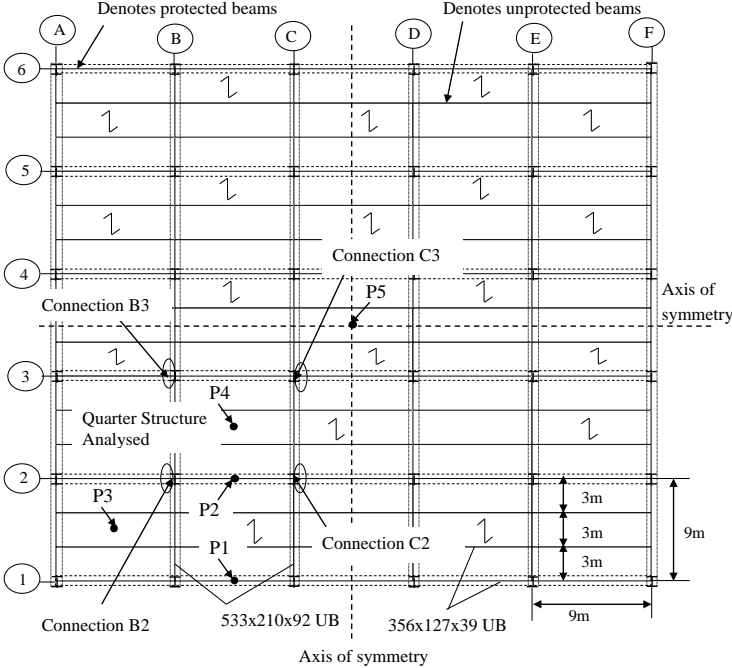 Denotes protected beams
Denotes unprotected beams
A
B
C
D
E
F
6
5
Connection C3
4
P5
Axis of
symmetry
Connection B3
3
P4
Quarter Structure
Analysed
2
P3
P2
3m
3m
9m
P1
Connection C2
3m
1
533x210x92 UB
356x127x39 UB
9m
Connection B2
Axis of symmetry